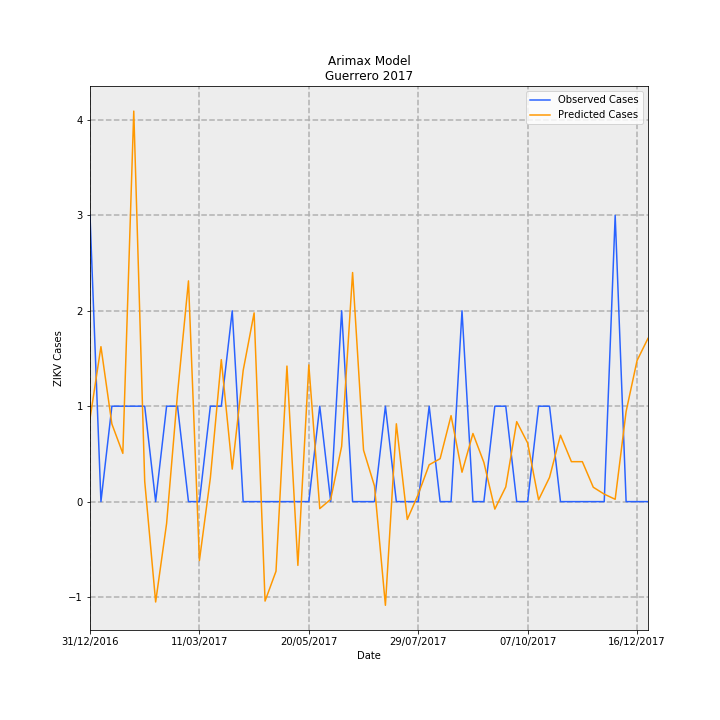 Arimax Model
Guerrero 2017
Observed Cases
Predicted Cases
ZIKV Cases
4
3
2
1
0
−1
31/12/2016 11/03/2017 20/05/2017 29/07/2017 07/10/2017 16/12/2017
Date